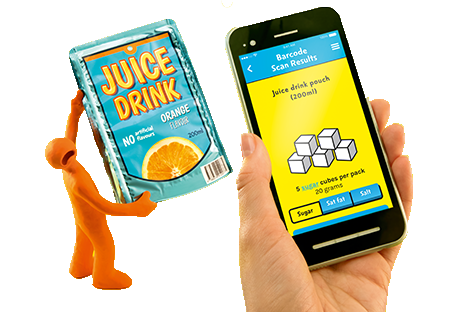 JUICE
DRINK
ORANGE
FLAVOUR
NO artificial
flavours
200ml
Barcode
Scan Results
Juice drink pouch
(200ml)
5 sugar cubes per pack
20 grams
Sugar
Sat fat
Salt